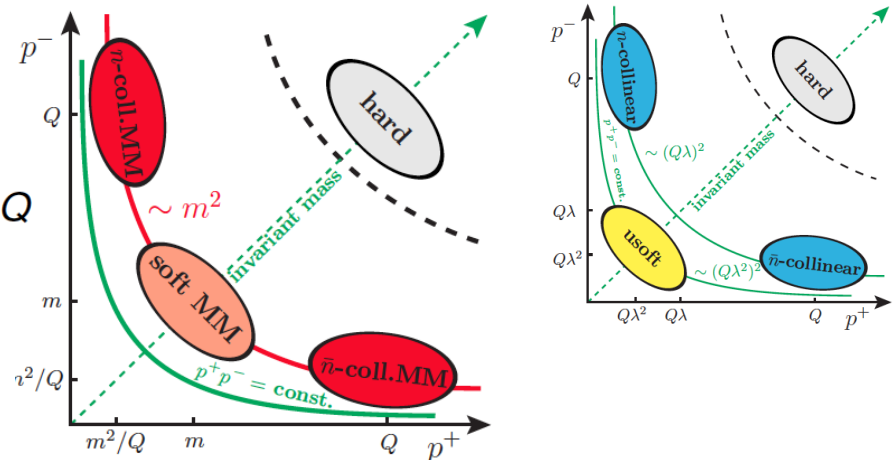 p⁻
Q
Q
m
ı²/Q
n-coll.MM
~ m²
soft MM
hard
invariant mass
p⁺p⁻ = const.
n̄-coll.MM
m²/Q
m
Q
p⁺
p⁻
Q
Qλ
Qλ²
n-collinear
~ (Qλ)²
p⁺p⁻ = const.
hard
invariant mass
usoft
~ (Qλ²)²
n̄-collinear
Qλ²
Qλ
Q
p⁺